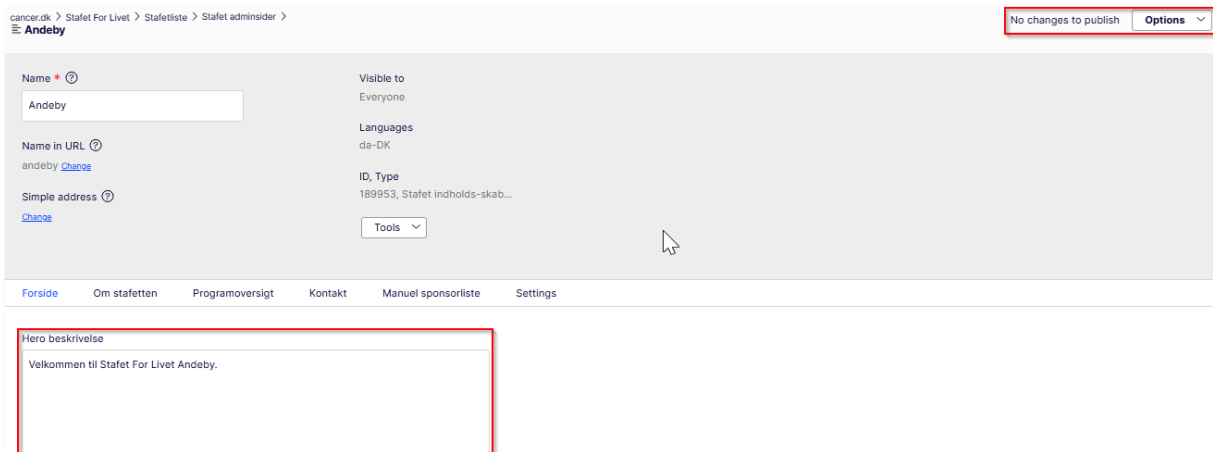 cancer.dk > Stafet For Livet > Stafetliste > Stafet adminsider >
Andeby
No changes to publish
Options
Name *
Andeby
Name in URL
andeby Change
Simple address
Change
Visible to
Everyone
Languages
da-DK
ID, Type
189953, Stafet indholds-skab...
Tools
Forside Om stafetten Programoversigt Kontakt Manuel sponsorliste Settings
Hero beskrivelse
Velkommen til Stafet For Livet Andeby.